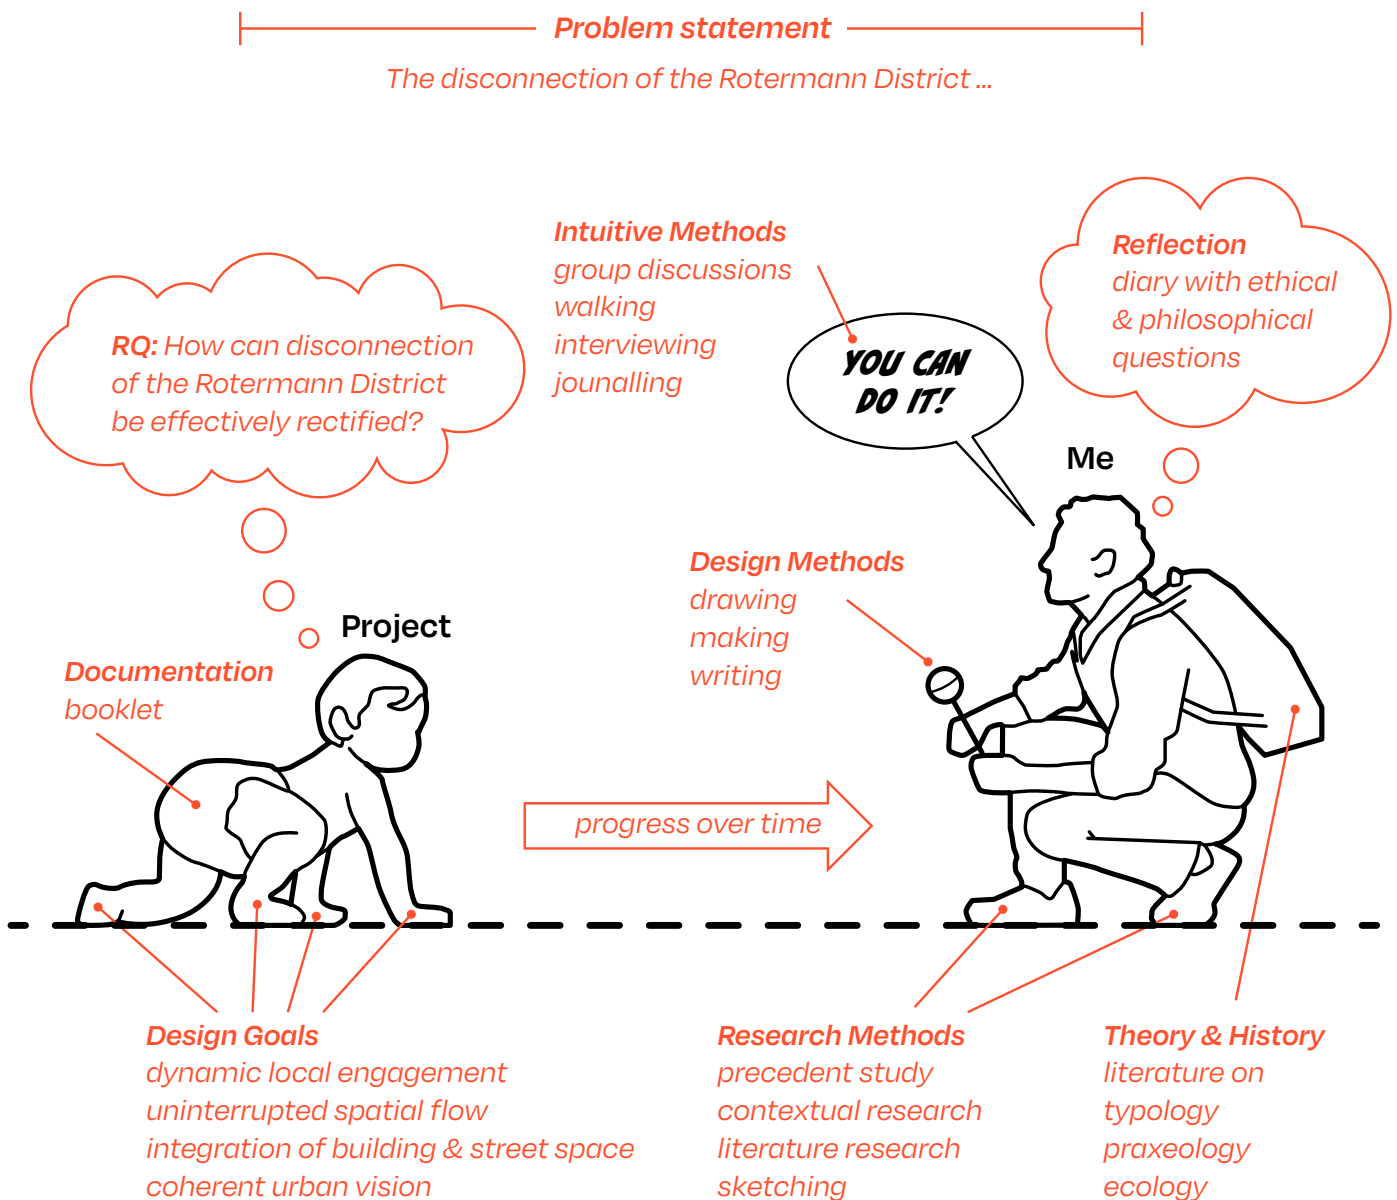 Problem statement
The disconnection of the Rotermann District ...
Intuitive Methods
group discussions
walking
interviewing
jounalling
Reflection
diary with ethical
& philosophical
questions
RQ: How can disconnection
of the Rotermann District
be effectively rectified?
YOU CAN
DO IT!
Me
Design Methods
drawing
making
writing
Project
Documentation
booklet
progress over time
Design Goals
dynamic local engagement
uninterrupted spatial flow
integration of building & street space
coherent urban vision
Research Methods
precedent study
contextual research
literature research
sketching
Theory & History
literature on
typology
praxeology
ecology